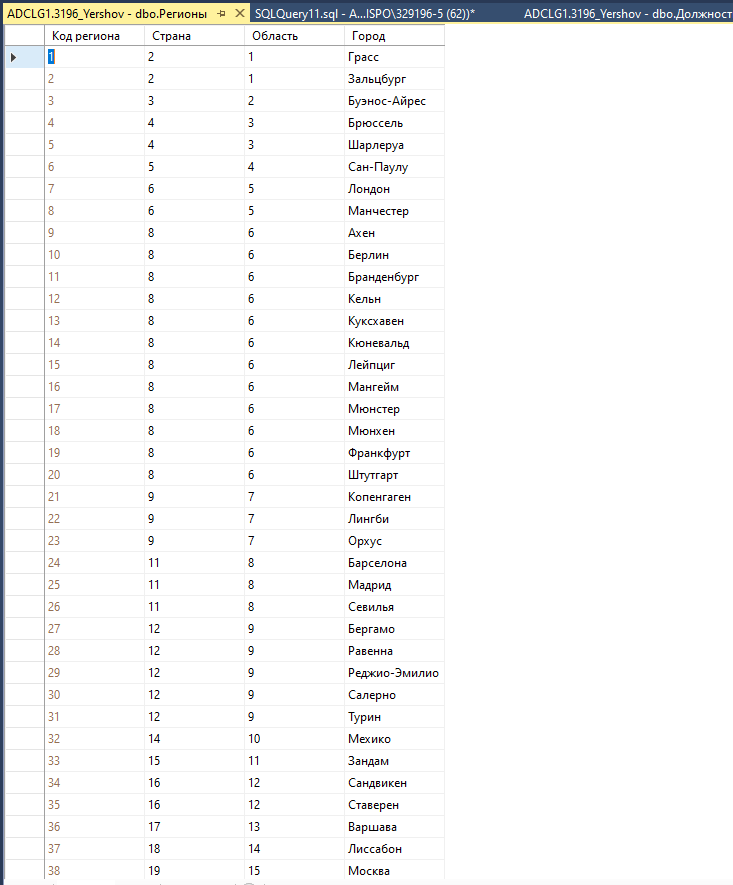 ADCLG1.3196_Yershov - dbo.Регионы SQLQuery11.sql - A...ISPO\329196-5 (62))* ADCLG1.3196_Yershov - dbo.Должност
Код региона Страна Область Город
1 2 1 Грасс
2 2 1 Зальцбург
3 3 2 Буэнос-Айрес
4 4 3 Брюссель
5 4 3 Шарлеруа
6 5 4 Сан-Паулу
7 6 5 Лондон
8 6 5 Манчестер
9 8 6 Ахен
10 8 6 Берлин
11 8 6 Бранденбург
12 8 6 Кельн
13 8 6 Куксхавен
14 8 6 Кюневальд
15 8 6 Лейпциг
16 8 6 Мангейм
17 8 6 Мюнстер
18 8 6 Мюнхен
19 8 6 Франкфурт
20 8 6 Штутгарт
21 9 7 Копенгаген
22 9 7 Лингби
23 9 7 Орхус
24 11 8 Барселона
25 11 8 Мадрид
26 11 8 Севилья
27 12 9 Бергамо
28 12 9 Равенна
29 12 9 Реджио-Эмилио
30 12 9 Салерно
31 12 9 Турин
32 14 10 Мехико
33 15 11 Зандам
34 16 12 Сандвикен
35 16 12 Ставерен
36 17 13 Варшава
37 18 14 Лиссабон
38 19 15 Москва